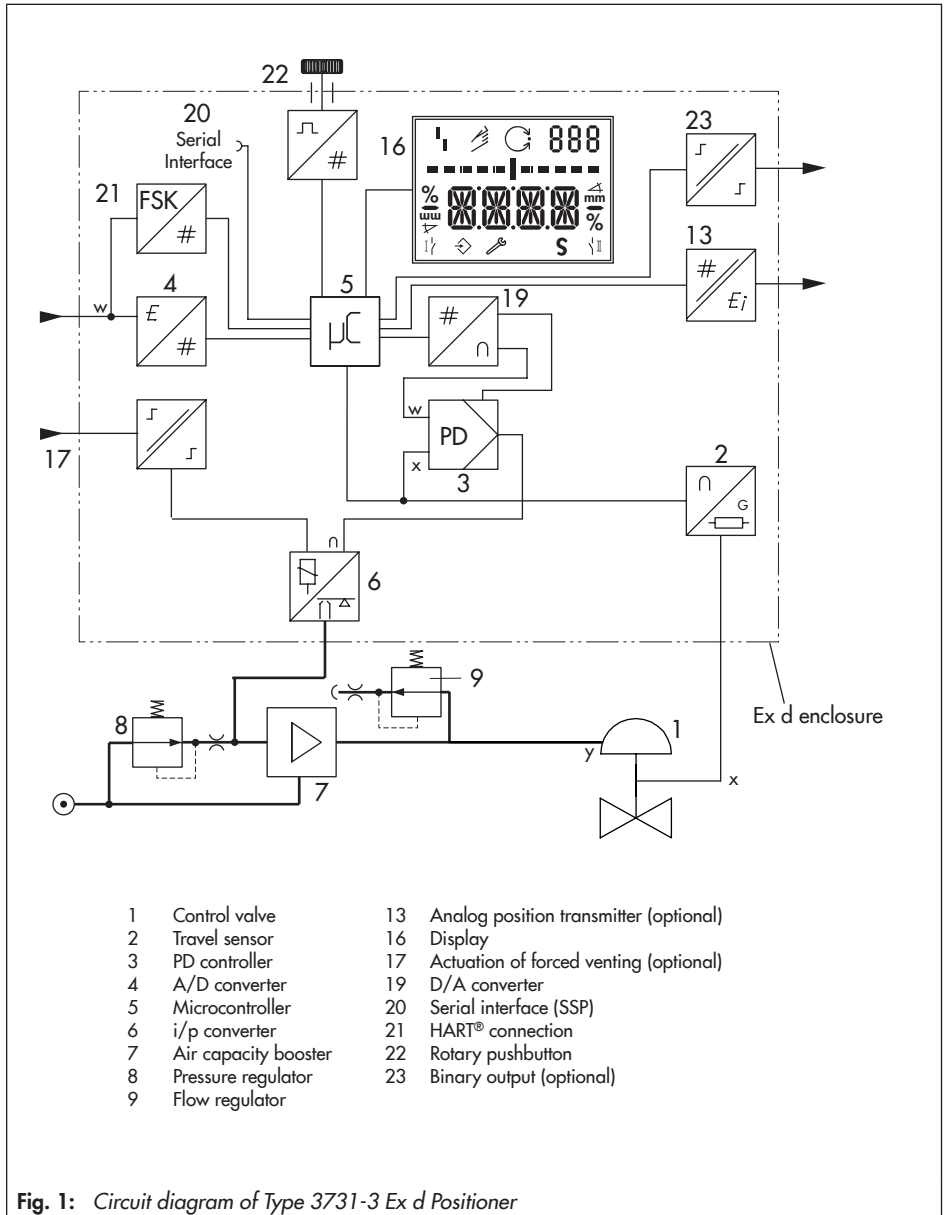 22
20
Serial
Interface
16
888
%
mm
mm
%
S
23
21
FSK
#
#
w
4
E
#
5
µC
19
#
13
#
Ei
w
PD
x
3
17
2
G
6
9
8
7
1
y
x
Ex d enclosure
1 Control valve
2 Travel sensor
3 PD controller
4 A/D converter
5 Microcontroller
6 i/p converter
7 Air capacity booster
8 Pressure regulator
9 Flow regulator
13 Analog position transmitter (optional)
16 Display
17 Actuation of forced venting (optional)
19 D/A converter
20 Serial interface (SSP)
21 HART® connection
22 Rotary pushbutton
23 Binary output (optional)
Fig. 1: Circuit diagram of Type 3731-3 Ex d Positioner